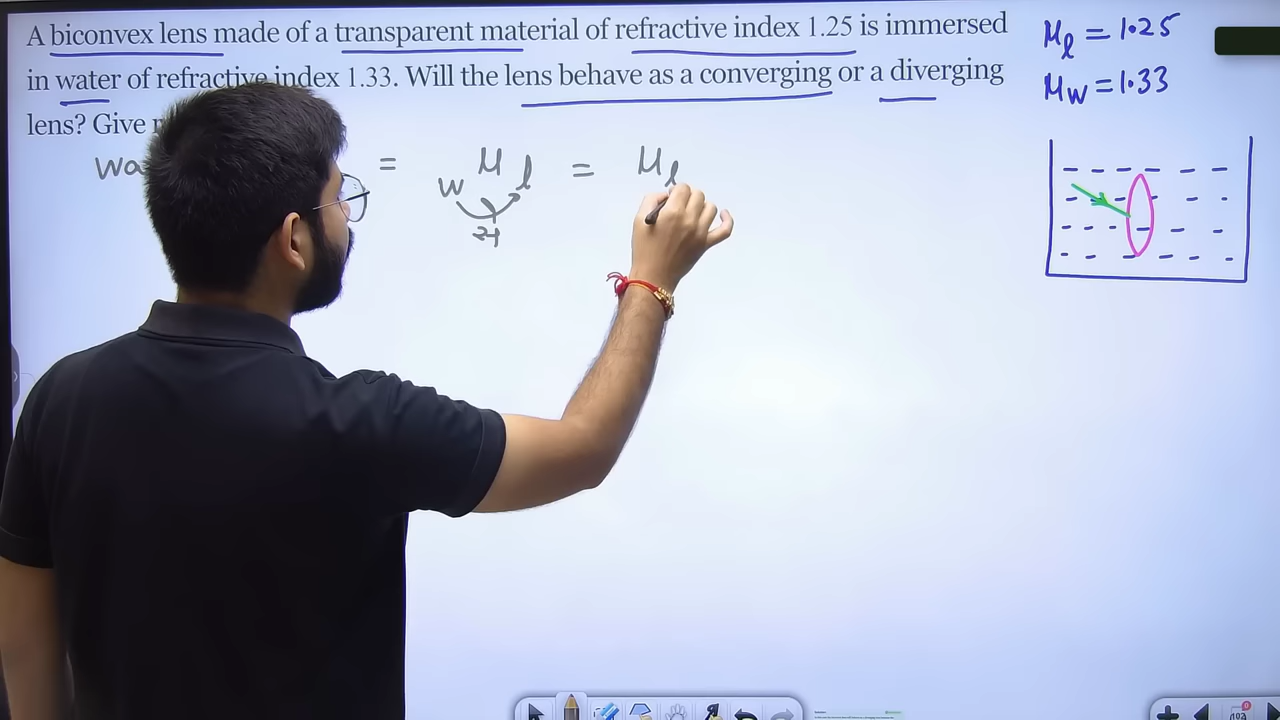 A biconvex lens made of a transparent material of refractive index 1.25 is immersed
in water of refractive index 1.33. Will the lens behave as a converging or a diverging
lens? Give
μl = 1.25
μw = 1.33
= wμl = μl
से